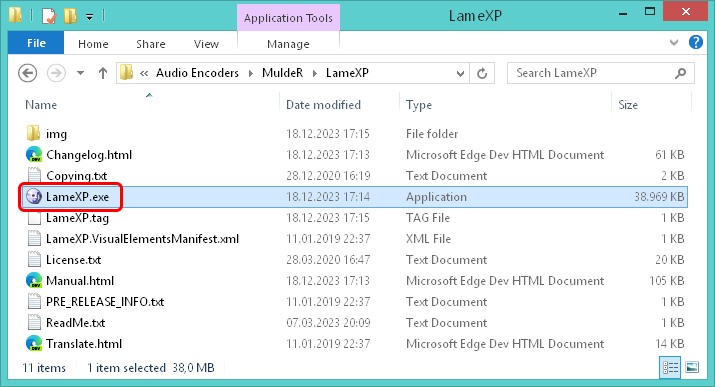 Application Tools
LameXP
File Home Share View Manage
Audio Encoders MuldeR LameXP Search LameXP
Name Date modified Type Size
img 18.12.2023 17:15 File folder
Changelog.html 18.12.2023 17:13 Microsoft Edge Dev HTML Document 61 KB
Copying.txt 28.12.2020 16:19 Text Document 2 KB
LameXP.exe 18.12.2023 17:14 Application 38.969 KB
LameXP.tag 18.12.2023 17:15 TAG File 1 KB
LameXP.VisualElementsManifest.xml 11.01.2019 22:37 XML File 1 KB
License.txt 28.03.2020 16:47 Text Document 20 KB
Manual.html 18.12.2023 17:13 Microsoft Edge Dev HTML Document 105 KB
PRE_RELEASE_INFO.txt 11.01.2019 22:37 Text Document 1 KB
ReadMe.txt 07.03.2023 20:09 Text Document 1 KB
Translate.html 11.01.2019 22:37 Microsoft Edge Dev HTML Document 14 KB
11 items 1 item selected 38,0 MB